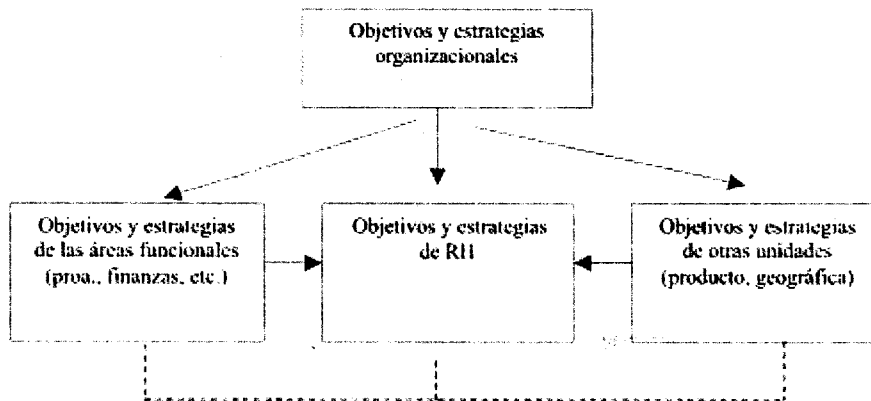 Objetivos y estrategias
organizacionales
Objetivos y estrategias
de las áreas funcionales
(proa., finanzas, etc.)
Objetivos y estrategias
de RH
Objetivos y estrategias
de otras unidades
(producto, geográfica)